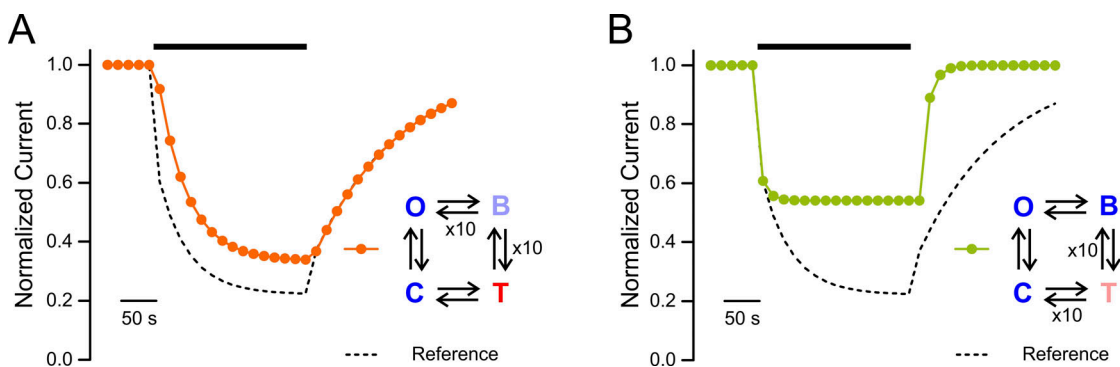 A
Normalized Current
1.0
0.8
0.6
0.4
0.2
0.0
50 s
O B
x10
x10
C T
Reference
B
Normalized Current
1.0
0.8
0.6
0.4
0.2
0.0
50 s
O B
x10
C T
x10
Reference